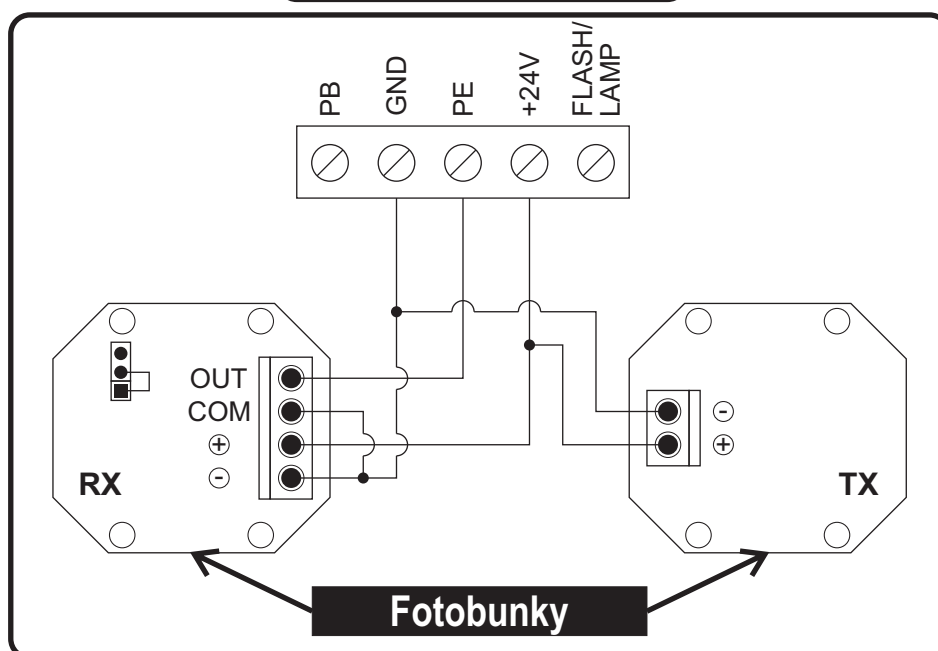 PB
GND
PE
+24V
FLASH/
LAMP
OUT
COM
+
-
RX
-
+
TX
Fotobunky